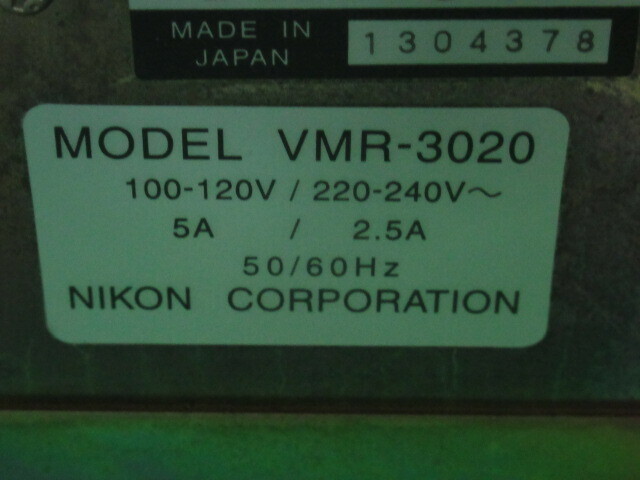 MADE IN
JAPAN
1304378
MODEL VMR-3020
100-120V / 220-240V～
5A / 2.5A
50/60Hz
NIKON CORPORATION